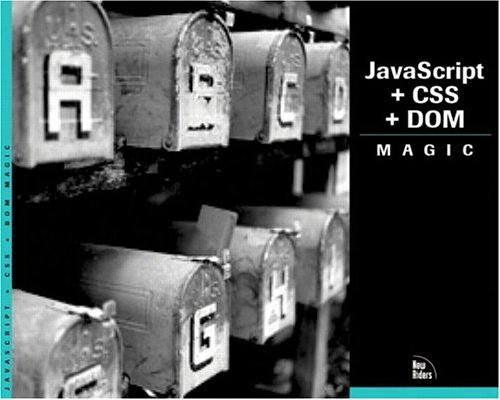 JAVASCRIPT + CSS + DOM MAGIC
A
B
C
D
G
H
JavaScript
+ CSS
+ DOM
MAGIC
New
Riders